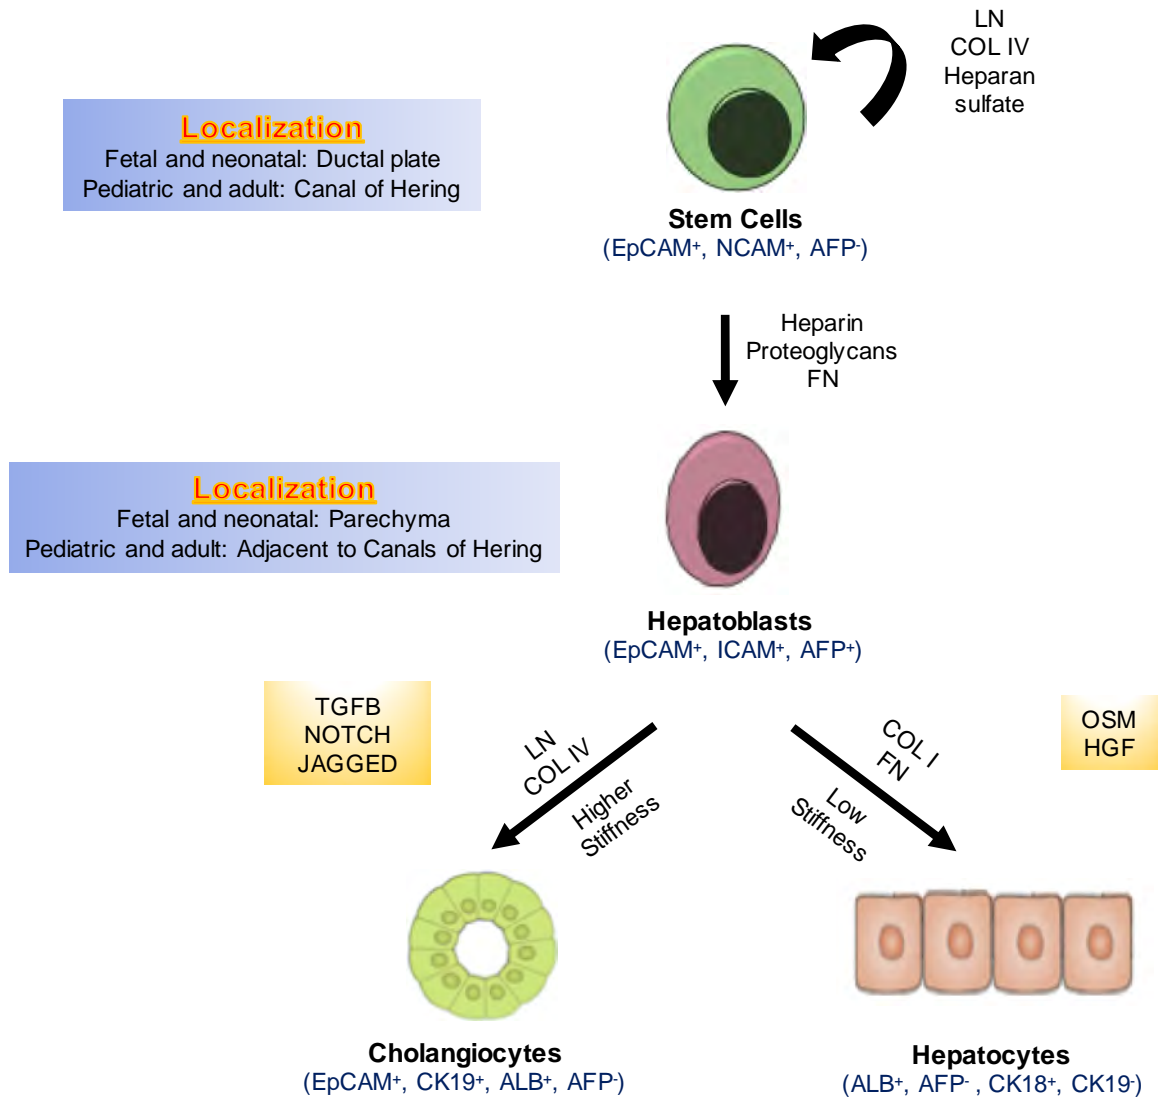 LN
COL IV
Heparan
sulfate
Localization
Fetal and neonatal: Ductal plate
Pediatric and adult: Canal of Hering
Stem Cells
(EpCAM⁺, NCAM⁺, AFP⁻)
Heparin
Proteoglycans
FN
Localization
Fetal and neonatal: Parechyma
Pediatric and adult: Adjacent to Canals of Hering
Hepatoblasts
(EpCAM⁺, ICAM⁺, AFP⁺)
TGFB
NOTCH
JAGGED
LN
COL IV
Higher
Stiffness
COL I
FN
Low
Stiffness
OSM
HGF
Cholangiocytes
(EpCAM⁺, CK19⁺, ALB⁺, AFP⁻)
Hepatocytes
(ALB⁺, AFP⁻ , CK18⁺, CK19⁻)